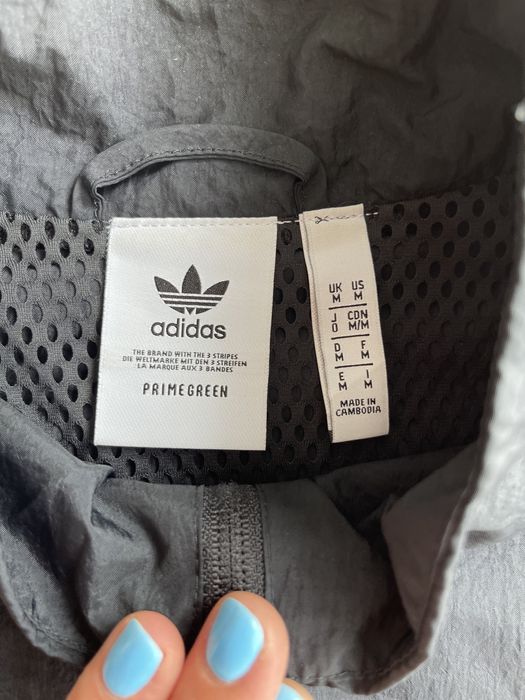 adidas
THE BRAND WITH THE 3 STRIPES
DIE WELTMARKE MIT DEN 3 STREIFEN
LA MARQUE AUX 3 BANDES
PRIMEGREEN
UK US
M M
J CDN
O M/M
D F
M M
E I
M M
MADE IN
CAMBODIA